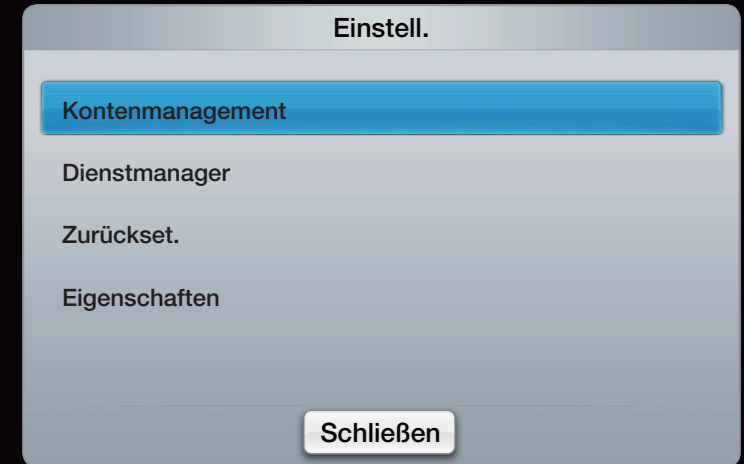 Einstell.
Kontenmanagement
Dienstmanager
Zurückset.
Eigenschaften
Schließen